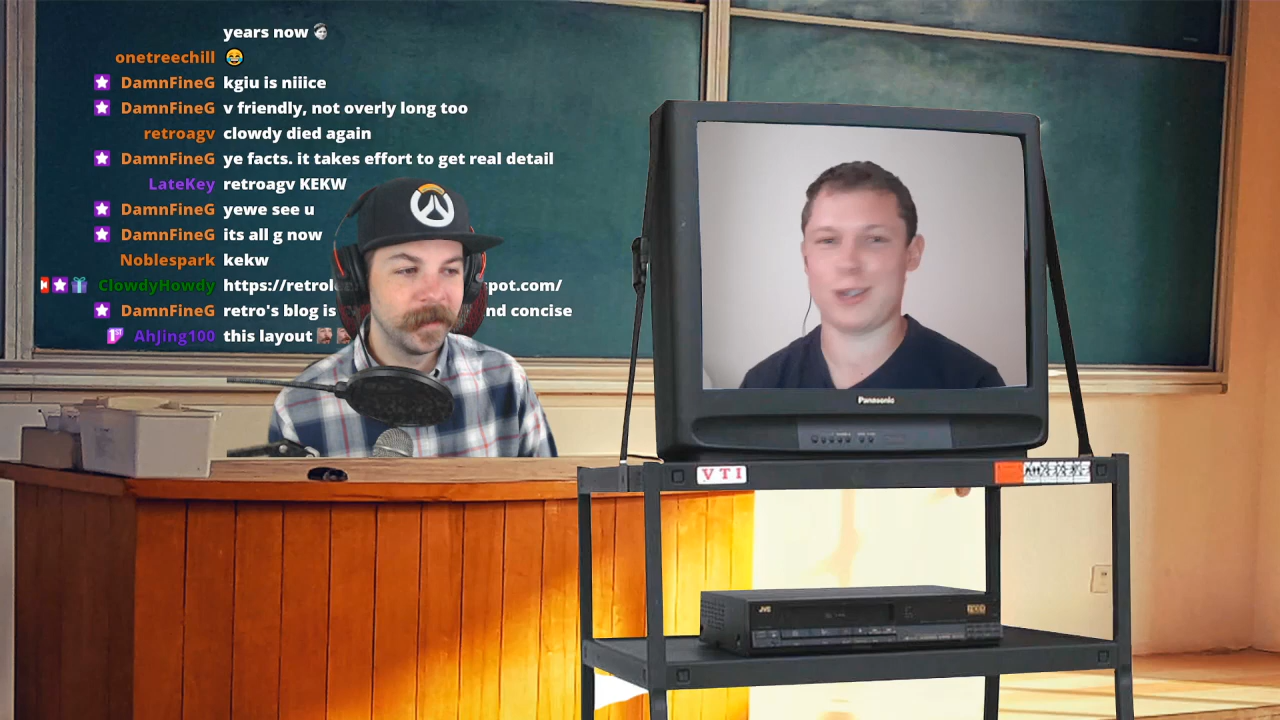 years now
onetreechill
DamnFineG kgiu is niiice
DamnFineG v friendly, not overly long too
retroagv clowdy died again
DamnFineG ye facts. it takes effort to get real detail
LateKey retroagv KEKW
DamnFineG yewe see u
DamnFineG its all g now
Noblespark kekw
ClowdyHowdy https://retrole pot.com/
DamnFineG retro's blog is nd concise
1ST AhJing100 this layout
Panasonic
VTI
JVC